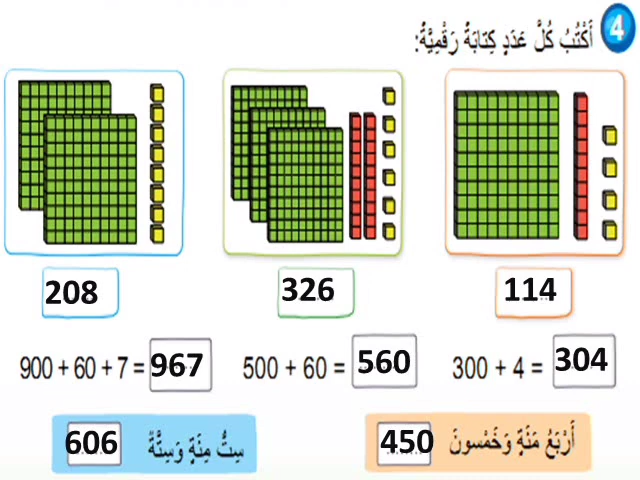 4 أَكْتُبُ كُلَّ عَدَدٍ كِتابَةً رَقْمِيَّةً:
114 326 208
300 + 4 = 304 500 + 60 = 560 900 + 60 + 7 = 967
أَرْبَعُ مَئَةٍ وَخَمْسونَ 450 سِتُّ مِئَةٍ وَسِتَّةٌ 606